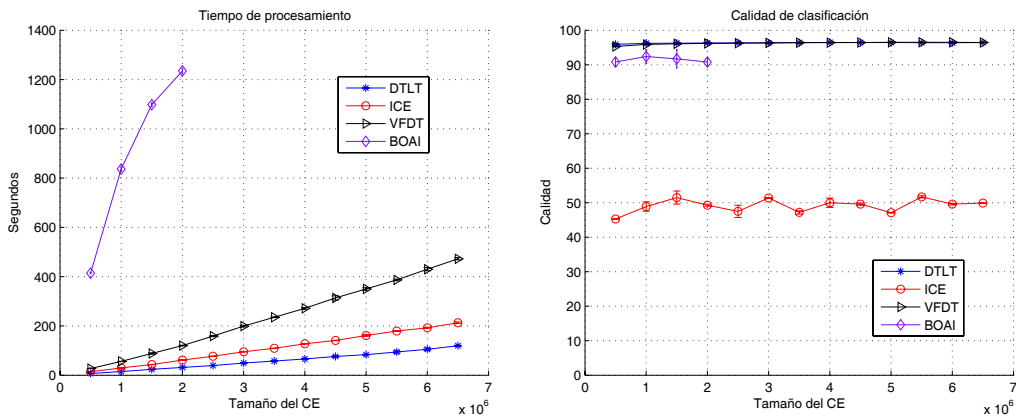 Tiempo de procesamiento
1400
1200
1000
800
600
400
200
0
Segundos
0 1 2 3 4 5 6 7
x 10^6
Tamaño del CE
DTLT
ICE
VFDT
BOAI
Calidad de clasificación
100
90
80
70
60
50
40
30
20
10
0
Calidad
0 1 2 3 4 5 6 7
x 10^6
Tamaño del CE
DTLT
ICE
VFDT
BOAI